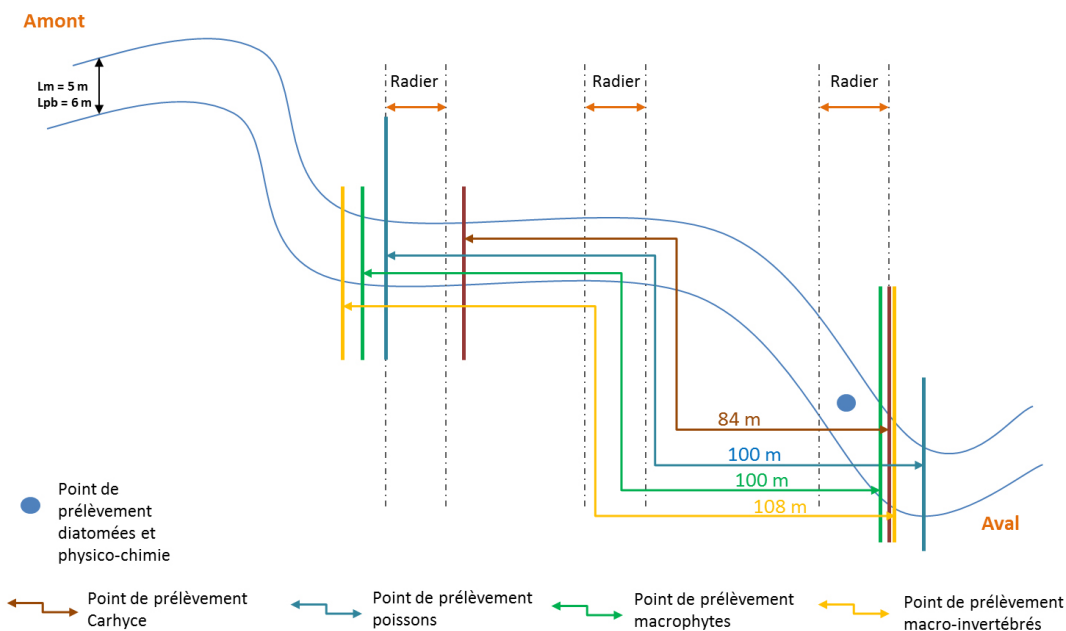 Amont
Lm = 5 m
Lpb = 6 m
Radier
Radier
Radier
84 m
100 m
100 m
108 m
Aval
Point de
prélèvement
diatomées et
physico-chimie
Point de prélèvement
Carhyce
Point de prélèvement
poissons
Point de prélèvement
macrophytes
Point de prélèvement
macro-invertébrés